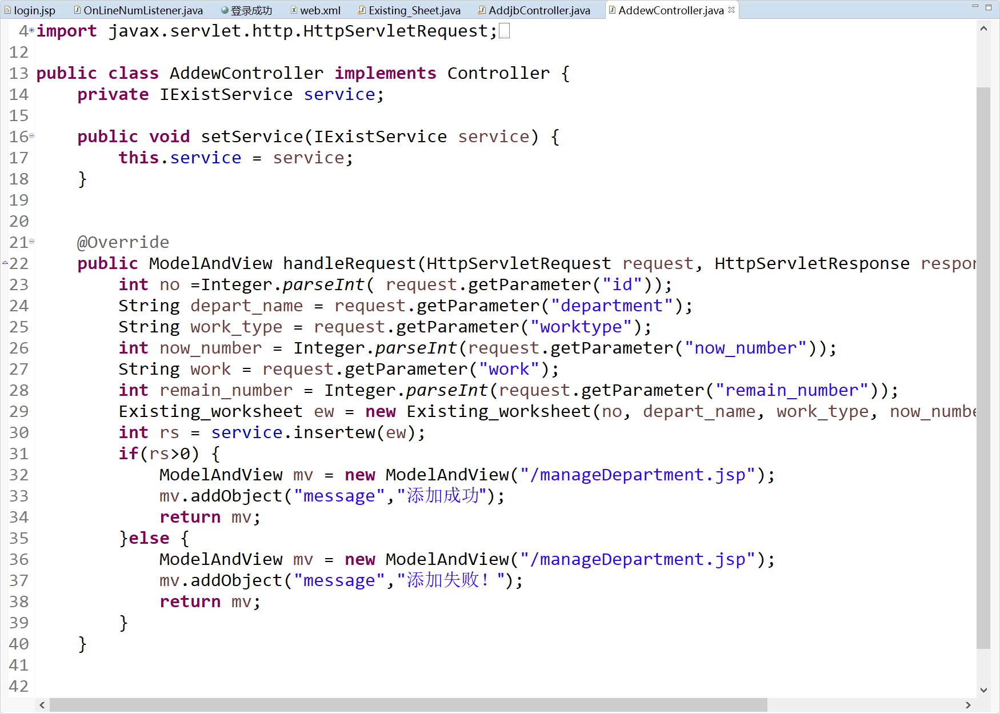 login.jsp OnLineNumListener.java 登录成功 web.xml Existing_Sheet.java AddjbController.java AddewController.java
4 import javax.servlet.http.HttpServletRequest;
12
13 public class AddewController implements Controller {
14     private IExistService service;
15
16     public void setService(IExistService service) {
17         this.service = service;
18     }
19
20
21     @Override
22     public ModelAndView handleRequest(HttpServletRequest request, HttpServletResponse respon
23         int no =Integer.parseInt( request.getParameter("id"));
24         String depart_name = request.getParameter("department");
25         String work_type = request.getParameter("worktype");
26         int now_number = Integer.parseInt(request.getParameter("now_number"));
27         String work = request.getParameter("work");
28         int remain_number = Integer.parseInt(request.getParameter("remain_number"));
29         Existing_worksheet ew = new Existing_worksheet(no, depart_name, work_type, now_numbe
30         int rs = service.insertew(ew);
31         if(rs>0) {
32             ModelAndView mv = new ModelAndView("/manageDepartment.jsp");
33             mv.addObject("message","添加成功");
34             return mv;
35         }else {
36             ModelAndView mv = new ModelAndView("/manageDepartment.jsp");
37             mv.addObject("message","添加失败！");
38             return mv;
39         }
40     }
41
42